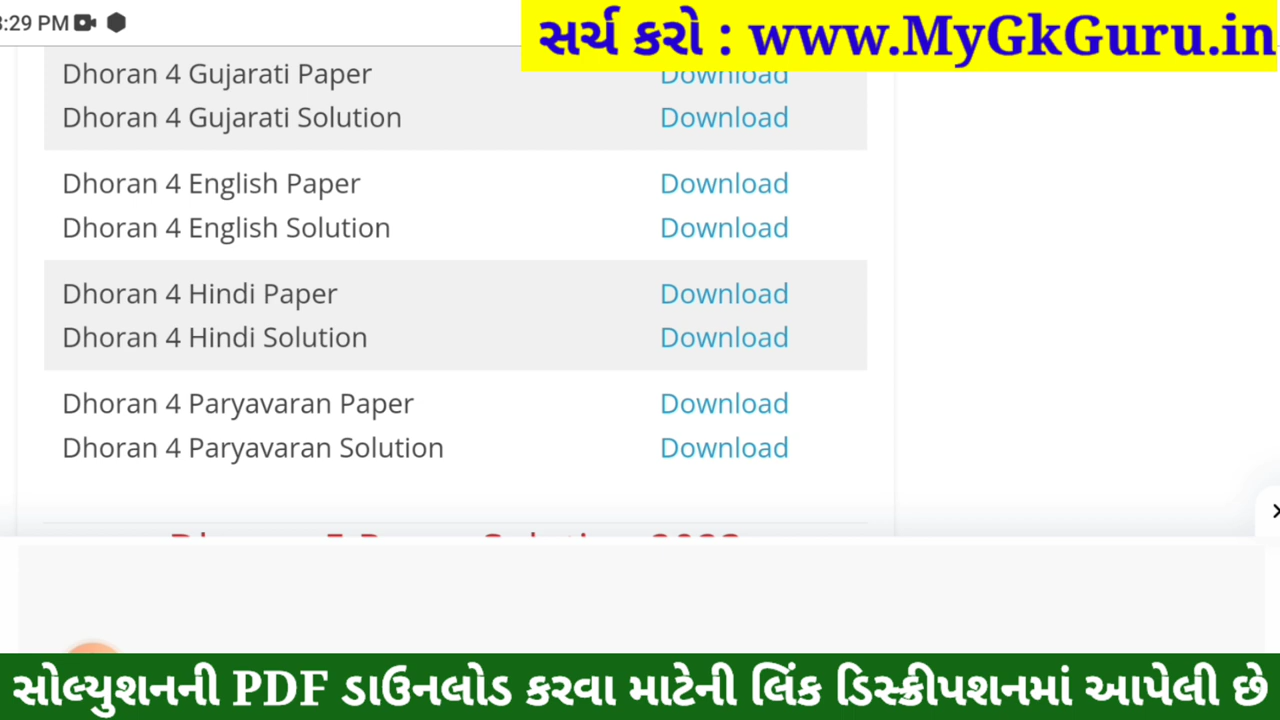 3:29 PM
સર્ચ કરો : www.MyGkGuru.in
Dhoran 4 Gujarati Paper Download
Dhoran 4 Gujarati Solution Download
Dhoran 4 English Paper Download
Dhoran 4 English Solution Download
Dhoran 4 Hindi Paper Download
Dhoran 4 Hindi Solution Download
Dhoran 4 Paryavaran Paper Download
Dhoran 4 Paryavaran Solution Download
સોલ્યુશનની PDF ડાઉનલોડ કરવા માટેની લિંક ડિસ્ક્રીપશનમાં આપેલી છે